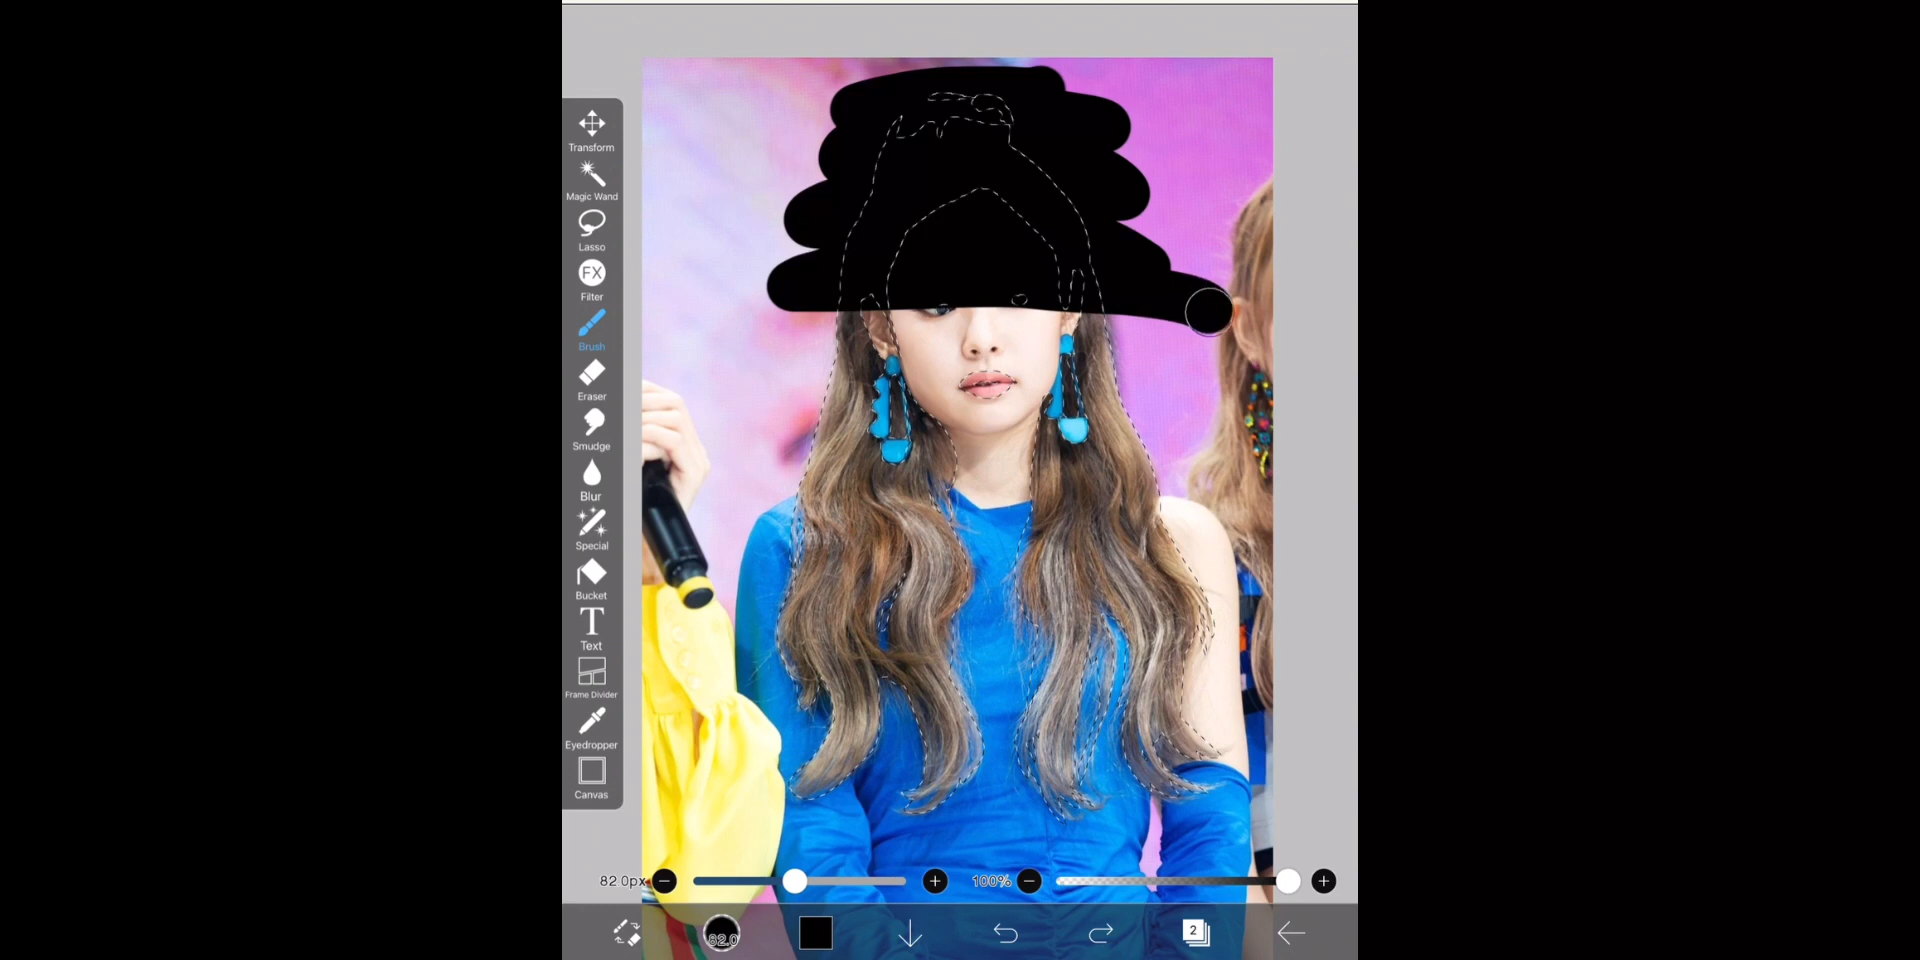 Transform
Magic Wand
Lasso
FX
Filter
Brush
Eraser
Smudge
Blur
Special
Bucket
T
Text
Frame Divider
Eyedropper
Canvas
82.0px
100%
82.0
2